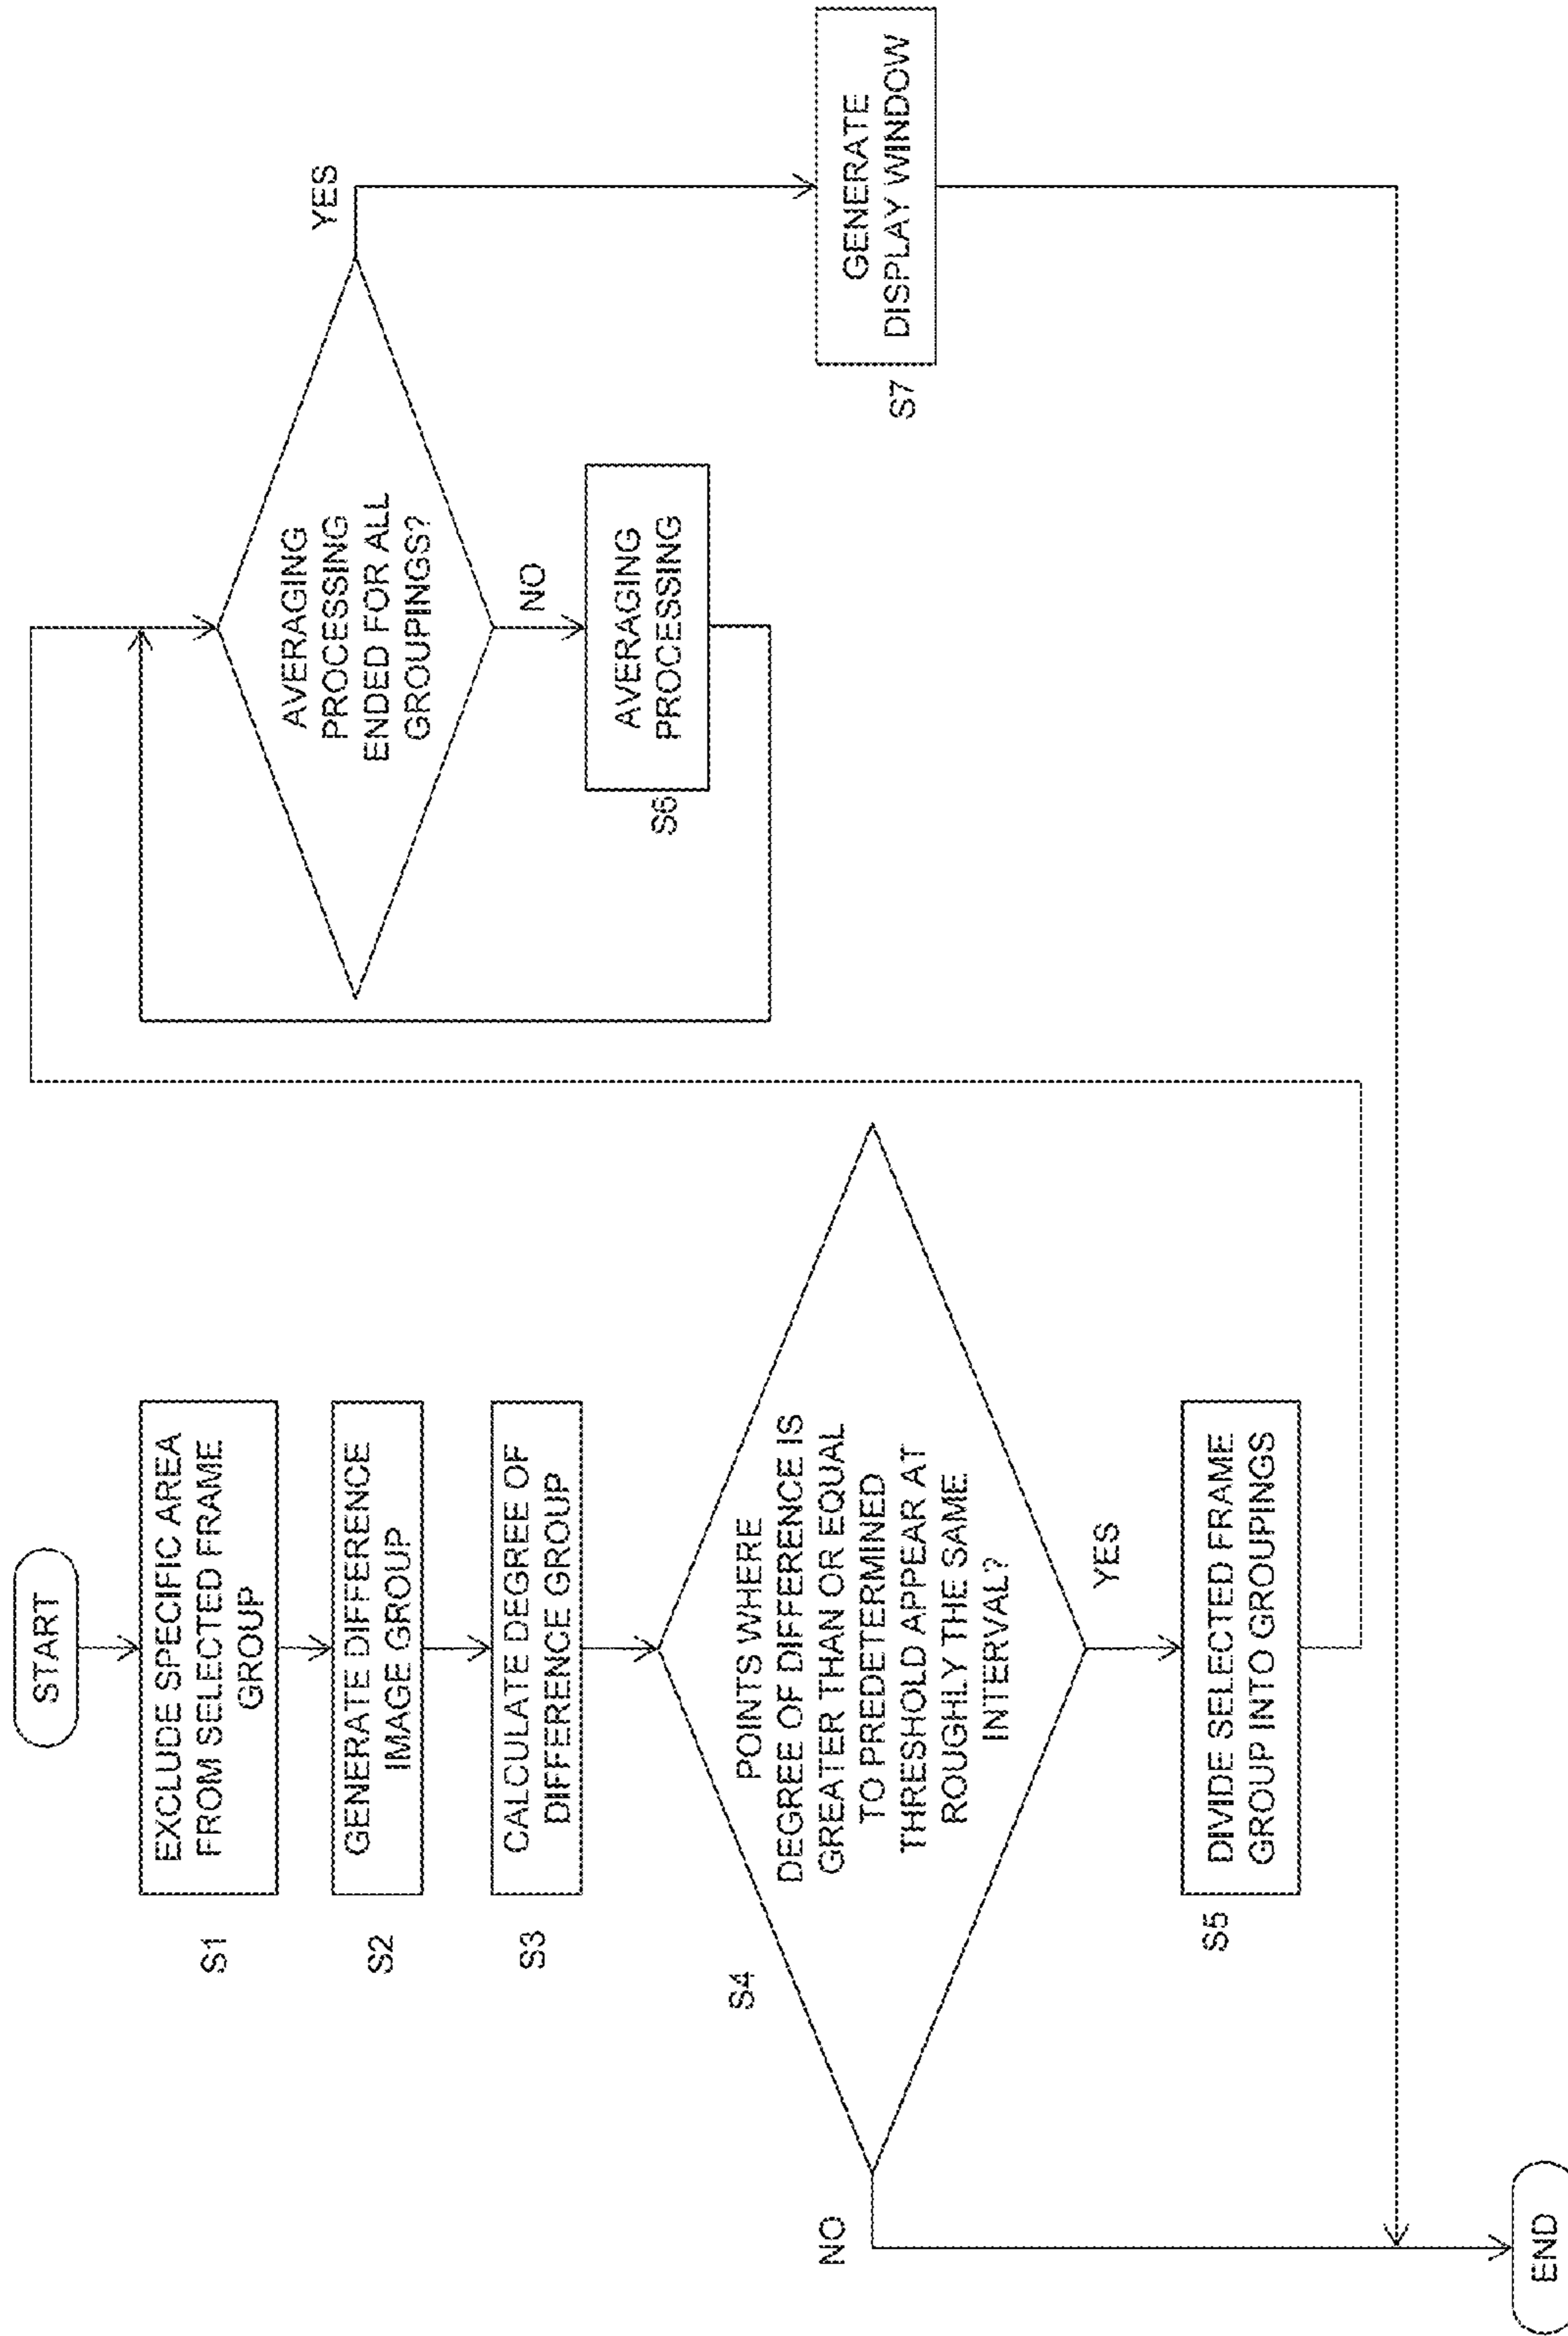 START
S1
EXCLUDE SPECIFIC AREA
FROM SELECTED FRAME
GROUP
S2
GENERATE DIFFERENCE
IMAGE GROUP
S3
CALCULATE DEGREE OF
DIFFERENCE GROUP
S4
POINTS WHERE
DEGREE OF DIFFERENCE IS
GREATER THAN OR EQUAL
TO PREDETERMINED
THRESHOLD APPEAR AT
ROUGHLY THE SAME
INTERVAL?
NO
YES
S5
DIVIDE SELECTED FRAME
GROUP INTO GROUPINGS
AVERAGING
PROCESSING
ENDED FOR ALL
GROUPINGS?
YES
NO
S6
AVERAGING
PROCESSING
S7
GENERATE
DISPLAY WINDOW
END